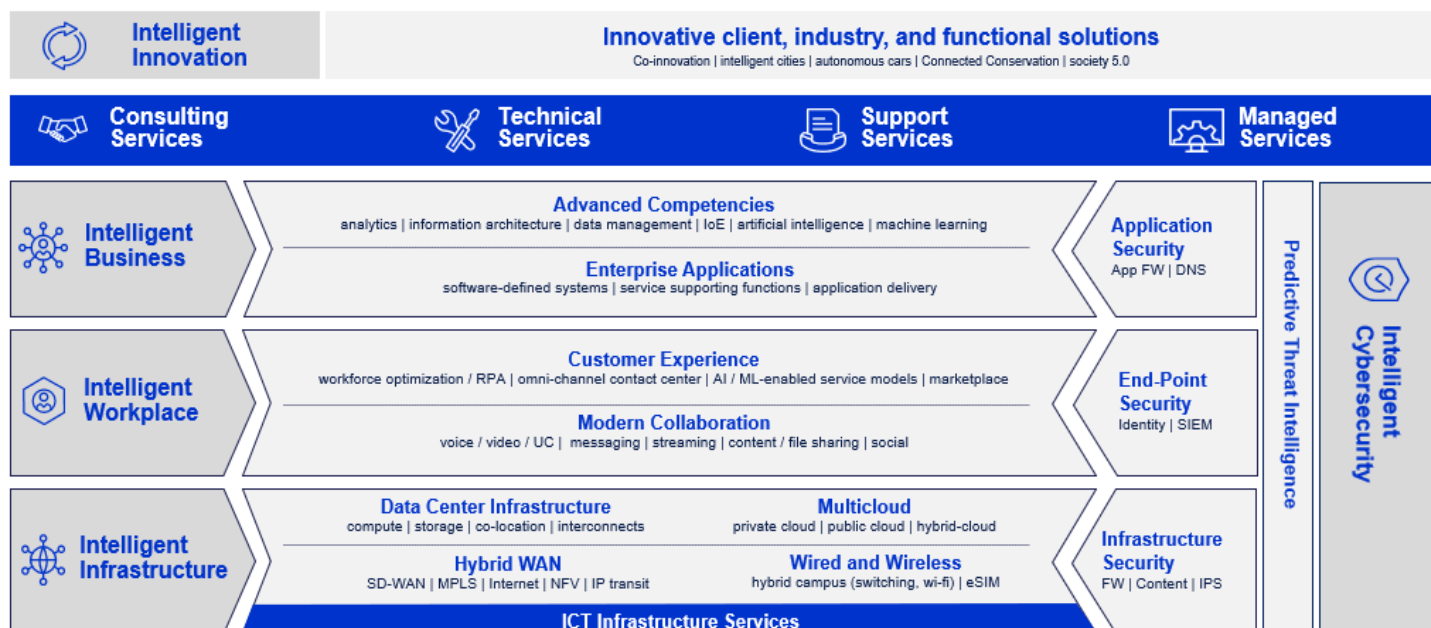 Intelligent
Innovation
Innovative client, industry, and functional solutions
Co-innovation | intelligent cities | autonomous cars | Connected Conservation | society 5.0
Consulting
Services
Technical
Services
Support
Services
Managed
Services
Intelligent
Business
Advanced Competencies
analytics | information architecture | data management | IoE | artificial intelligence | machine learning
Enterprise Applications
software-defined systems | service supporting functions | application delivery
Application
Security
App FW | DNS
Intelligent
Workplace
Customer Experience
workforce optimization / RPA | omni-channel contact center | AI / ML-enabled service models | marketplace
Modern Collaboration
voice / video / UC | messaging | streaming | content / file sharing | social
End-Point
Security
Identity | SIEM
Intelligent
Infrastructure
Data Center Infrastructure
compute | storage | co-location | interconnects
Multicloud
private cloud | public cloud | hybrid-cloud
Hybrid WAN
SD-WAN | MPLS | Internet | NFV | IP transit
Wired and Wireless
hybrid campus (switching, wi-fi) | eSIM
ICT Infrastructure Services
Infrastructure
Security
FW | Content | IPS
Predictive Threat Intelligence
Intelligent
Cybersecurity